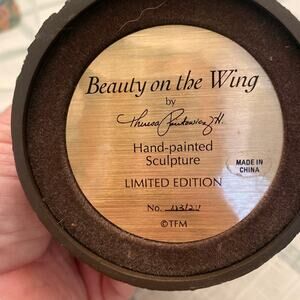 Beauty on the Wing
by
Hand-painted
Sculpture
MADE IN
CHINA
LIMITED EDITION
No.
©TFM